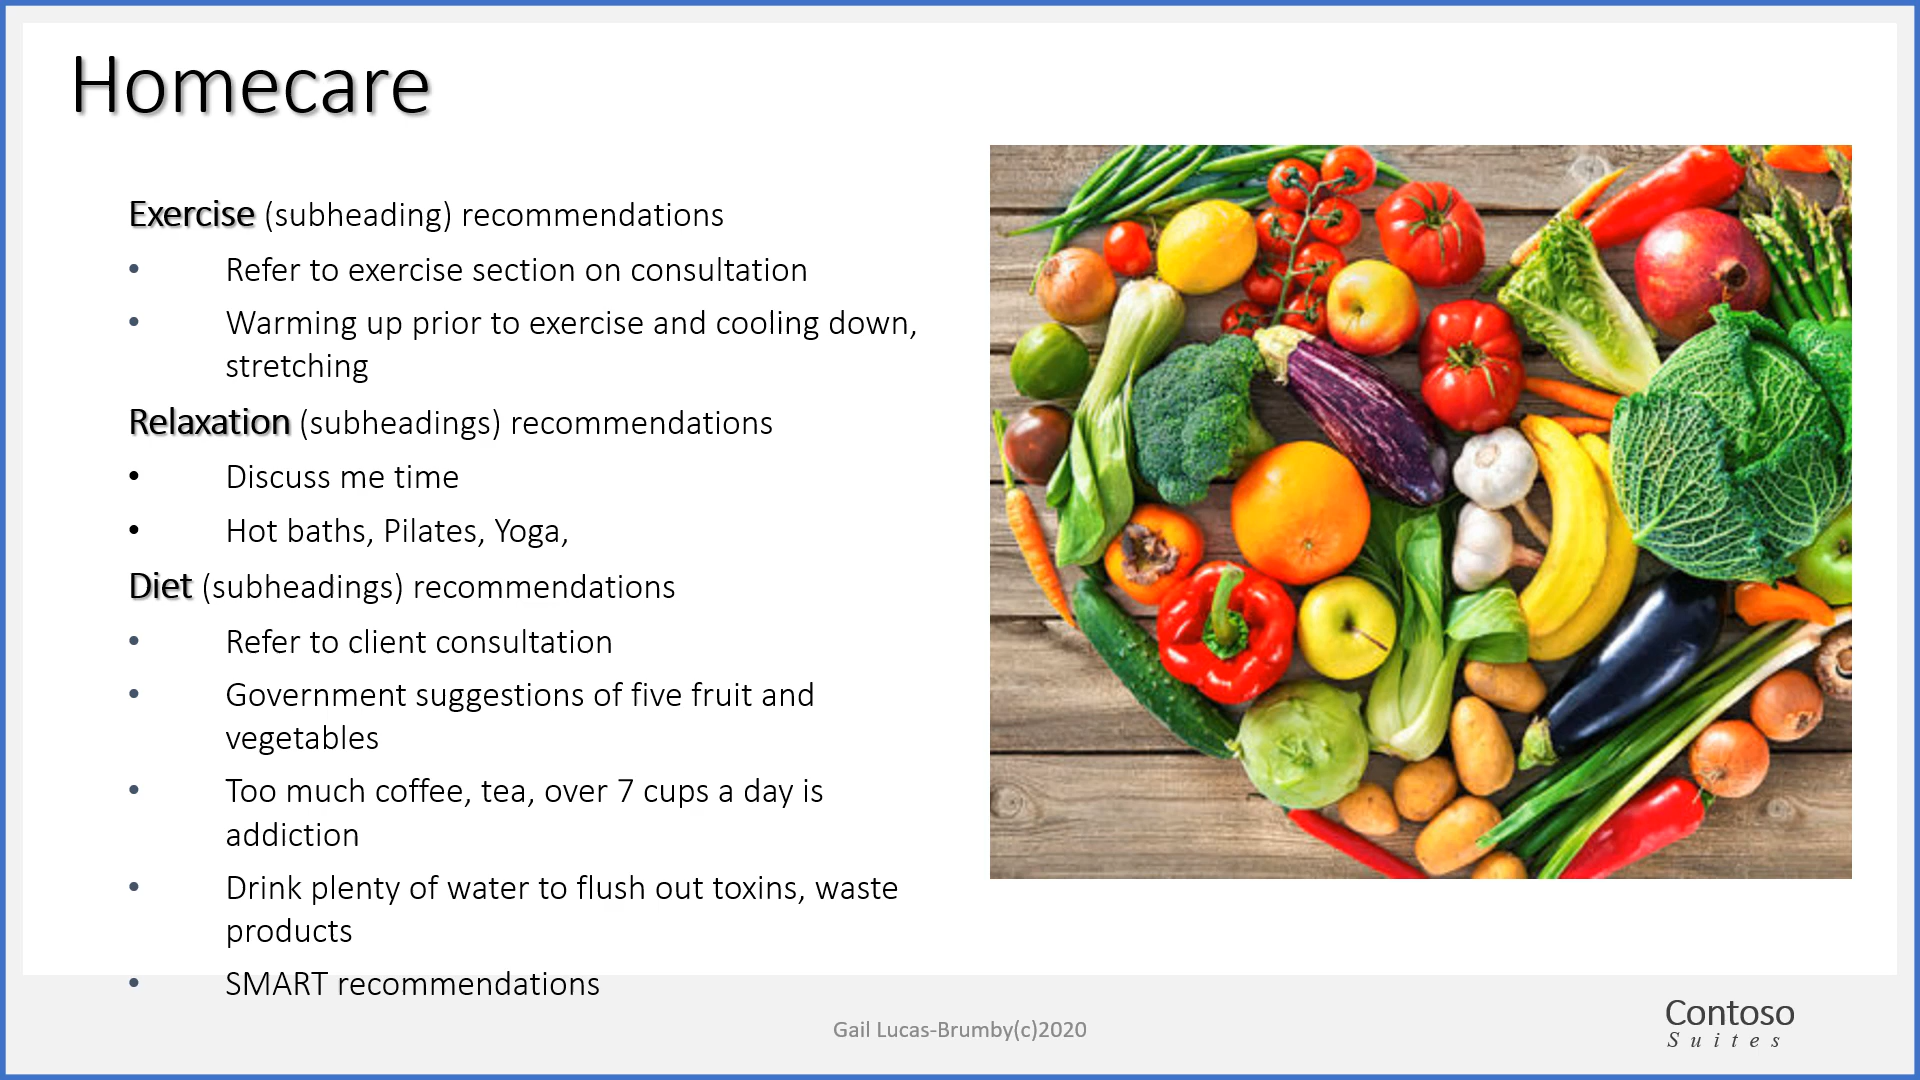 Homecare
Exercise (subheading) recommendations
• Refer to exercise section on consultation
• Warming up prior to exercise and cooling down,
stretching
Relaxation (subheadings) recommendations
• Discuss me time
• Hot baths, Pilates, Yoga,
Diet (subheadings) recommendations
• Refer to client consultation
• Government suggestions of five fruit and
vegetables
• Too much coffee, tea, over 7 cups a day is
addiction
• Drink plenty of water to flush out toxins, waste
products
• SMART recommendations
Gail Lucas-Brumby(c)2020
Contoso
Suites